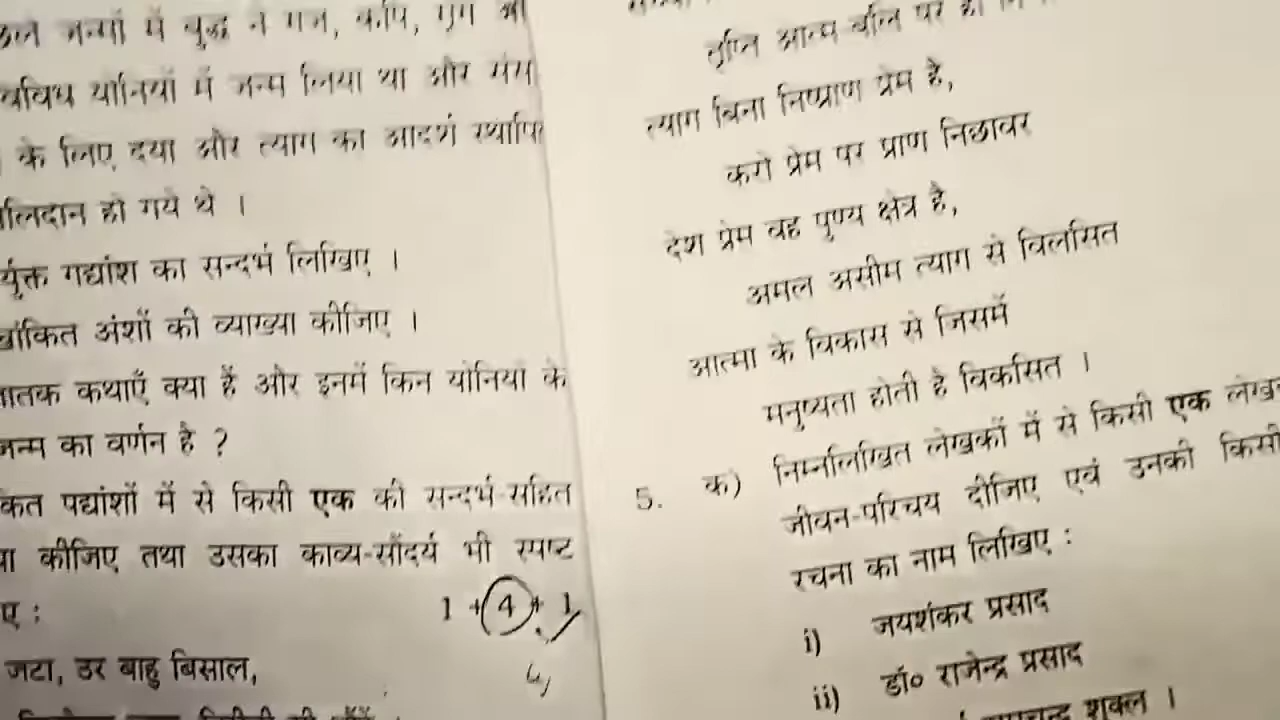 जन्मों में बुद्ध ने गज, कपि, मृग
योनियों में जन्म लिया था और
के लिए दया और त्याग का आदर्श
हो गये थे ।
गद्यांश का सन्दर्भ लिखिए ।
अंशों की व्याख्या कीजिए ।
कथाएँ क्या हैं और इनमें किन योनियों के
जन्म का वर्णन है ?
पद्यांशों में से किसी एक की सन्दर्भ सहित
कीजिए तथा उसका काव्य-सौंदर्य भी स्पष्ट
ए :
1 + 4 + 1
जटा, उर बाहु बिसाल,
तृप्ति आत्म बलि पर हो
त्याग बिना निष्प्राण प्रेम है,
करो प्रेम पर प्राण निछावर
देश प्रेम वह पुण्य क्षेत्र है,
अमल असीम त्याग से विलसित
आत्मा के विकास से जिसमें
मनुष्यता होती है विकसित ।
5. क) निम्नलिखित लेखकों में से किसी एक
जीवन-परिचय दीजिए एवं उनकी किसी
रचना का नाम लिखिए :
i) जयशंकर प्रसाद
ii) डॉ० राजेन्द्र प्रसाद
शुक्ल ।